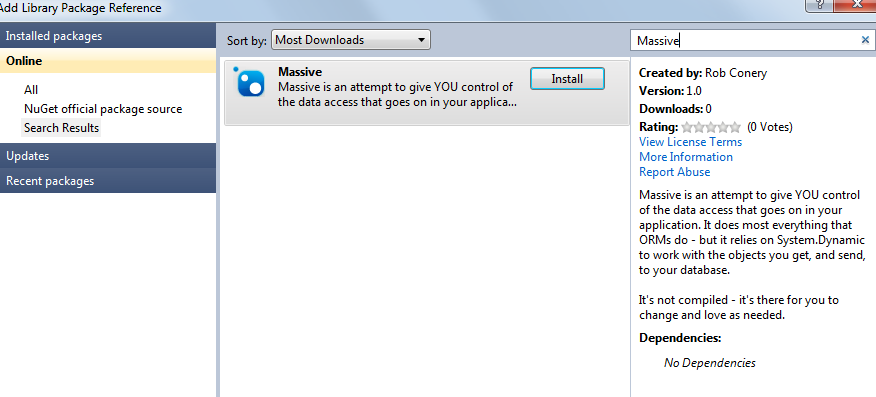 Add Library Package Reference
Installed packages
Online
All
NuGet official package source
Search Results
Updates
Recent packages
Sort by: Most Downloads
Massive
Massive is an attempt to give YOU control of
the data access that goes on in your applica...
Install
Massive
Created by: Rob Conery
Version: 1.0
Downloads: 0
Rating: (0 Votes)
View License Terms
More Information
Report Abuse
Massive is an attempt to give YOU control
of the data access that goes on in your
application. It does most everything that
ORMs do - but it relies on System.Dynamic
to work with the objects you get, and send,
to your database.
It's not compiled - it's there for you to
change and love as needed.
Dependencies:
No Dependencies